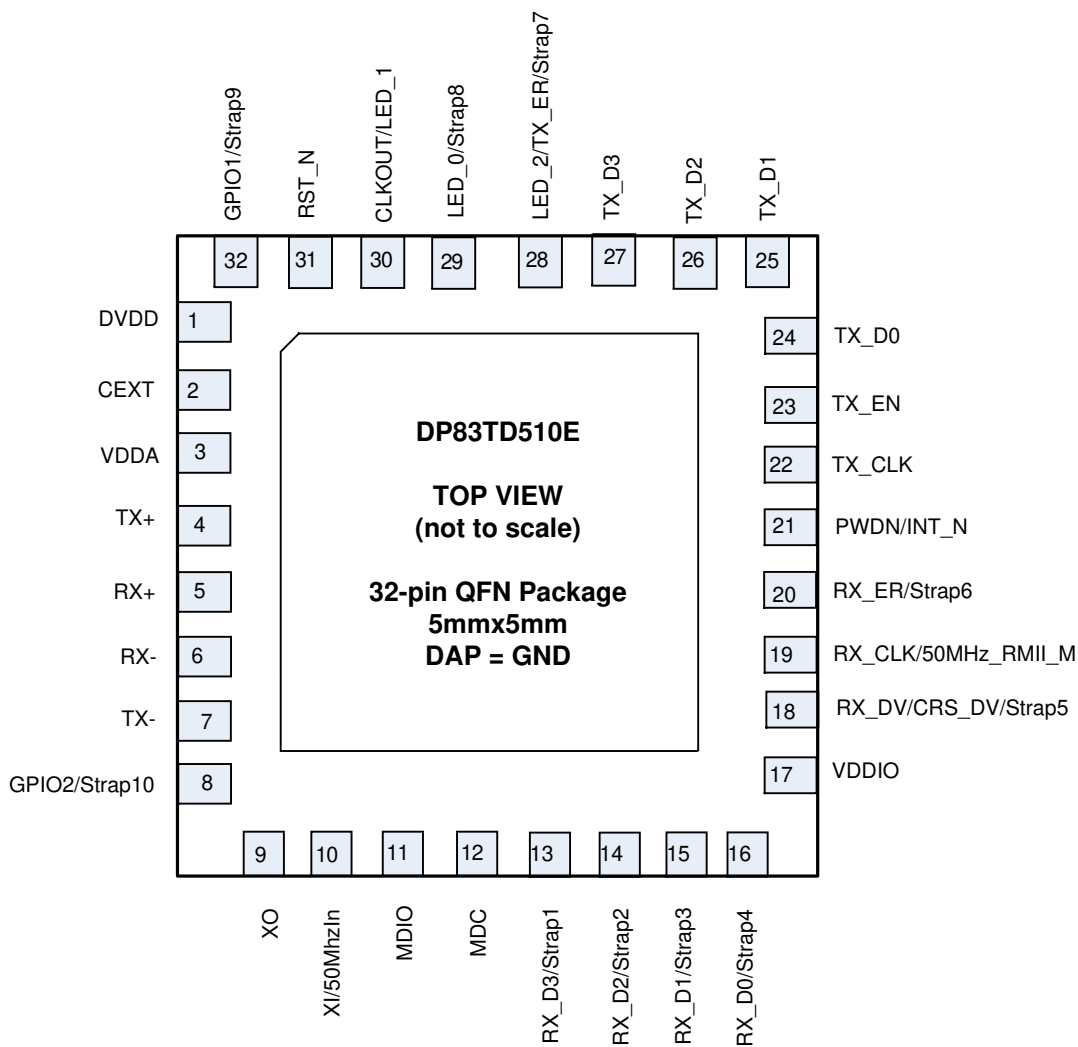 GPIO1/Strap9
RST_N
CLKOUT/LED_1
LED_0/Strap8
LED_2/TX_ER/Strap7
TX_D3
TX_D2
TX_D1
32
31
30
29
28
27
26
25
DVDD
1
CEXT
2
VDDA
3
TX+
4
RX+
5
RX-
6
TX-
7
GPIO2/Strap10
8
DP83TD510E
TOP VIEW
(not to scale)
32-pin QFN Package
5mmx5mm
DAP = GND
24
TX_D0
23
TX_EN
22
TX_CLK
21
PWDN/INT_N
20
RX_ER/Strap6
19
RX_CLK/50MHz_RMII_M
18
RX_DV/CRS_DV/Strap5
17
VDDIO
9
10
11
12
13
14
15
16
XO
XI/50MhzIn
MDIO
MDC
RX_D3/Strap1
RX_D2/Strap2
RX_D1/Strap3
RX_D0/Strap4